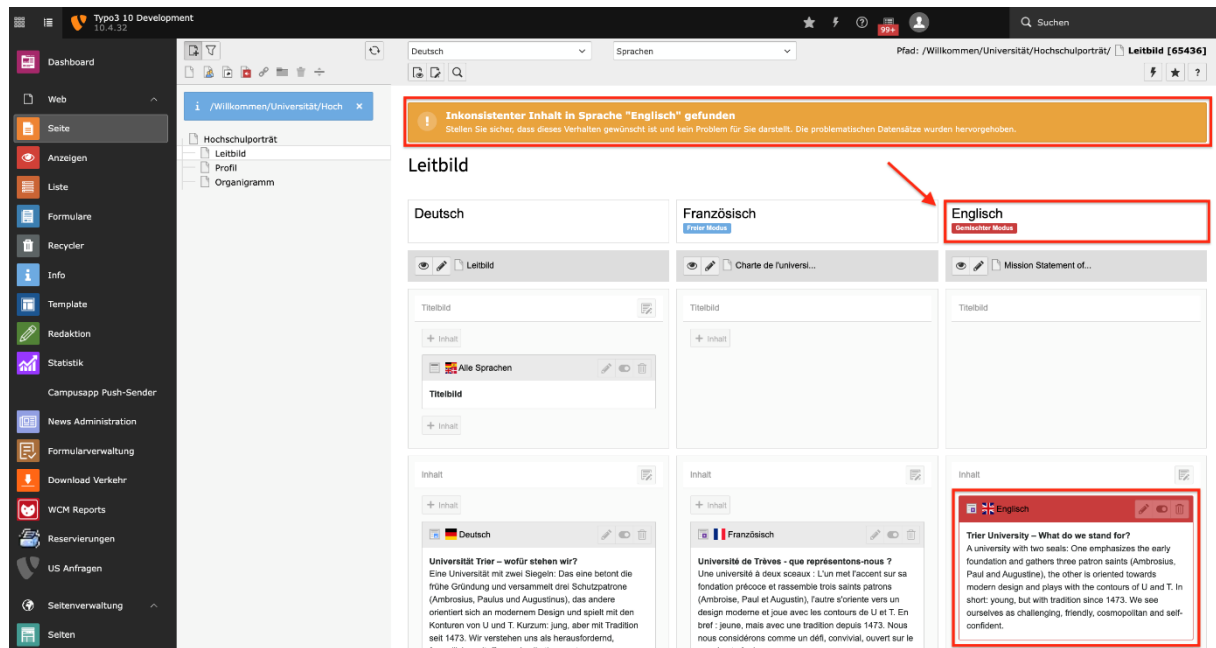 Typo3 10 Development
10.4.32
99+
Suchen
Dashboard
Web
Seite
Anzeigen
Liste
Formulare
Recycler
Info
Template
Redaktion
Statistik
Campusapp Push-Sender
News Administration
Formularverwaltung
Download Verkehr
WCM Reports
Reservierungen
US Anfragen
Seitenverwaltung
Seiten
/Willkommen/Universität/Hoch
Hochschulporträt
Leitbild
Profil
Organigramm
Deutsch
Sprachen
Pfad: /Willkommen/Universität/Hochschulporträt/ Leitbild [65436]
Inkonsistenter Inhalt in Sprache "Englisch" gefunden
Stellen Sie sicher, dass dieses Verhalten gewünscht ist und kein Problem für Sie darstellt. Die problematischen Datensätze wurden hervorgehoben.
Leitbild
Deutsch
Leitbild
Titelbild
+ Inhalt
Alle Sprachen
Titelbild
+ Inhalt
Inhalt
+ Inhalt
Deutsch
Universität Trier – wofür stehen wir?
Eine Universität mit zwei Siegeln: Das eine betont die
frühe Gründung und versammelt drei Schutzpatrone
(Ambrosius, Paulus und Augustinus), das andere
orientiert sich an modernem Design und spielt mit den
Konturen von U und T. Kurzum: jung, aber mit Tradition
seit 1473. Wir verstehen uns als herausfordernd,
Französisch
Freier Modus
Charte de l'universi...
Titelbild
+ Inhalt
Inhalt
+ Inhalt
Französisch
Université de Trèves - que représentons-nous ?
Une université à deux sceaux : L'un met l'accent sur sa
fondation précoce et rassemble trois saints patrons
(Ambroise, Paul et Augustin), l'autre s'oriente vers un
design moderne et joue avec les contours de U et T. En
bref : jeune, mais avec une tradition depuis 1473. Nous
nous considérons comme un défi, convivial, ouvert sur le
Englisch
Gemischter Modus
Mission Statement of...
Titelbild
Inhalt
Englisch
Trier University – What do we stand for?
A university with two seals: One emphasizes the early
foundation and gathers three patron saints (Ambrosius,
Paul and Augustine), the other is oriented towards
modern design and plays with the contours of U and T. In
short: young, but with tradition since 1473. We see
ourselves as challenging, friendly, cosmopolitan and self-
confident.